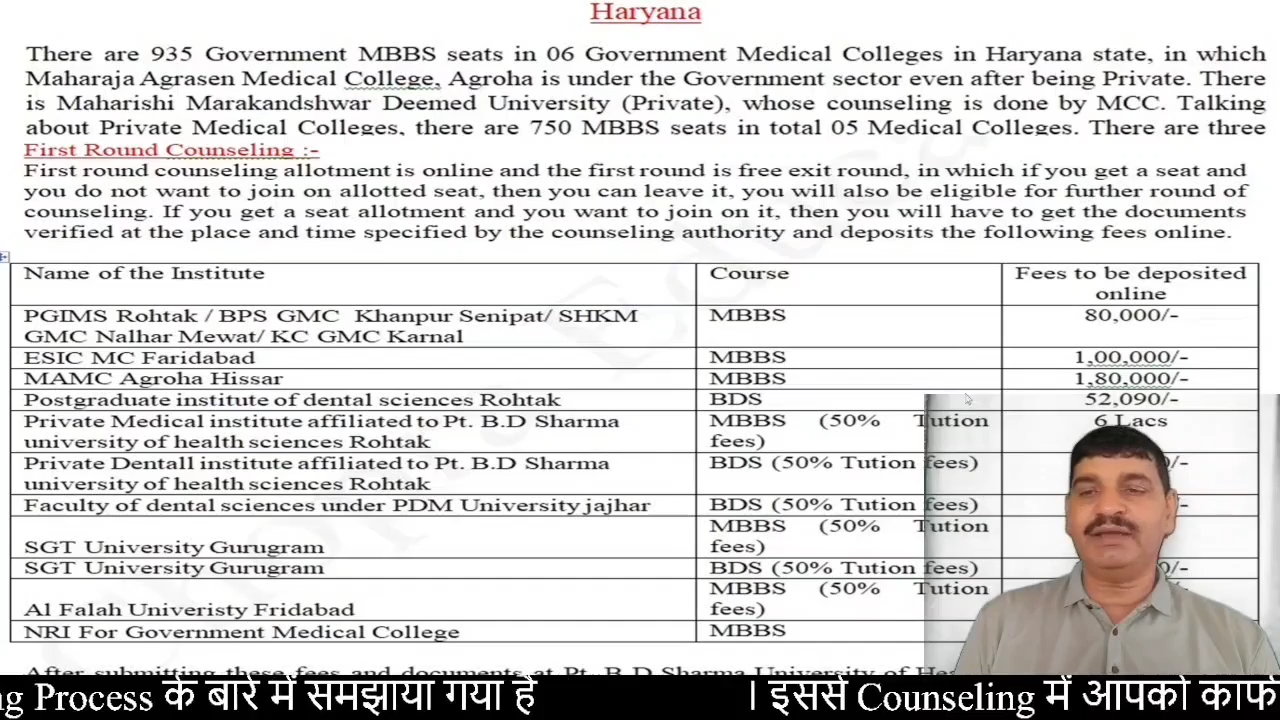 Haryana
There are 935 Government MBBS seats in 06 Government Medical Colleges in Haryana state, in which
Maharaja Agrasen Medical College, Agroha is under the Government sector even after being Private. There
is Maharishi Marakandshwar Deemed University (Private), whose counseling is done by MCC. Talking
about Private Medical Colleges, there are 750 MBBS seats in total 05 Medical Colleges. There are three
First Round Counseling :-
First round counseling allotment is online and the first round is free exit round, in which if you get a seat and
you do not want to join on allotted seat, then you can leave it, you will also be eligible for further round of
counseling. If you get a seat allotment and you want to join on it, then you will have to get the documents
verified at the place and time specified by the counseling authority and deposits the following fees online.
Name of the Institute Course Fees to be deposited
online
PGIMS Rohtak / BPS GMC Khanpur Senipat/ SHKM MBBS 80,000/-
GMC Nalhar Mewat/ KC GMC Karnal
ESIC MC Faridabad MBBS 1,00,000/-
MAMC Agroha Hissar MBBS 1,80,000/-
Postgraduate institute of dental sciences Rohtak BDS 52,090/-
Private Medical institute affiliated to Pt. B.D Sharma MBBS (50% Tution 6 Lacs
university of health sciences Rohtak fees)
Private Dentall institute affiliated to Pt. B.D Sharma BDS (50% Tution fees) /-
university of health sciences Rohtak
Faculty of dental sciences under PDM University jajhar BDS (50% Tution fees) -
MBBS (50% Tution
SGT University Gurugram fees)
SGT University Gurugram BDS (50% Tution fees) 0/-
MBBS (50% Tution
Al Falah Univeristy Fridabad fees)
NRI For Government Medical College MBBS
After submitting these fees and documents at Pt. B.D Sharma University of
ng Process के बारे में समझाया गया है । इससे Counseling में आपको काफी